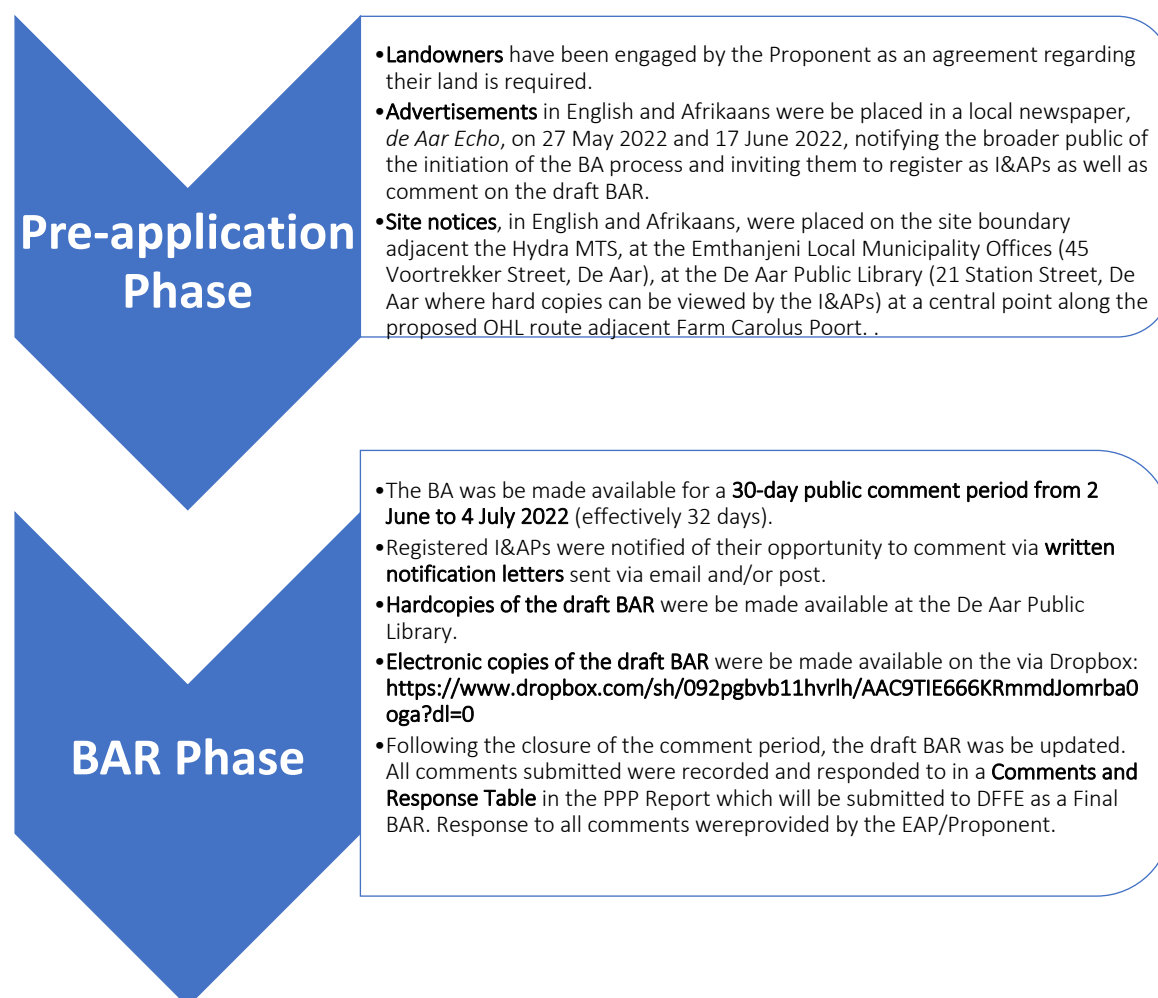 Pre-application
Phase
•Landowners have been engaged by the Proponent as an agreement regarding
their land is required.
•Advertisements in English and Afrikaans were be placed in a local newspaper,
de Aar Echo, on 27 May 2022 and 17 June 2022, notifying the broader public of
the initiation of the BA process and inviting them to register as I&APs as well as
comment on the draft BAR.
•Site notices, in English and Afrikaans, were placed on the site boundary
adjacent the Hydra MTS, at the Emthanjeni Local Municipality Offices (45
Voortrekker Street, De Aar), at the De Aar Public Library (21 Station Street, De
Aar where hard copies can be viewed by the I&APs) at a central point along the
proposed OHL route adjacent Farm Carolus Poort. .
BAR Phase
•The BA was be made available for a 30-day public comment period from 2
June to 4 July 2022 (effectively 32 days).
•Registered I&APs were notified of their opportunity to comment via written
notification letters sent via email and/or post.
•Hardcopies of the draft BAR were be made available at the De Aar Public
Library.
•Electronic copies of the draft BAR were be made available on the via Dropbox:
https://www.dropbox.com/sh/092pgbvb11hvrlh/AAC9TIE666KRmmdJomrba0
oga?dl=0
•Following the closure of the comment period, the draft BAR was be updated.
All comments submitted were recorded and responded to in a Comments and
Response Table in the PPP Report which will be submitted to DFFE as a Final
BAR. Response to all comments wereprovided by the EAP/Proponent.